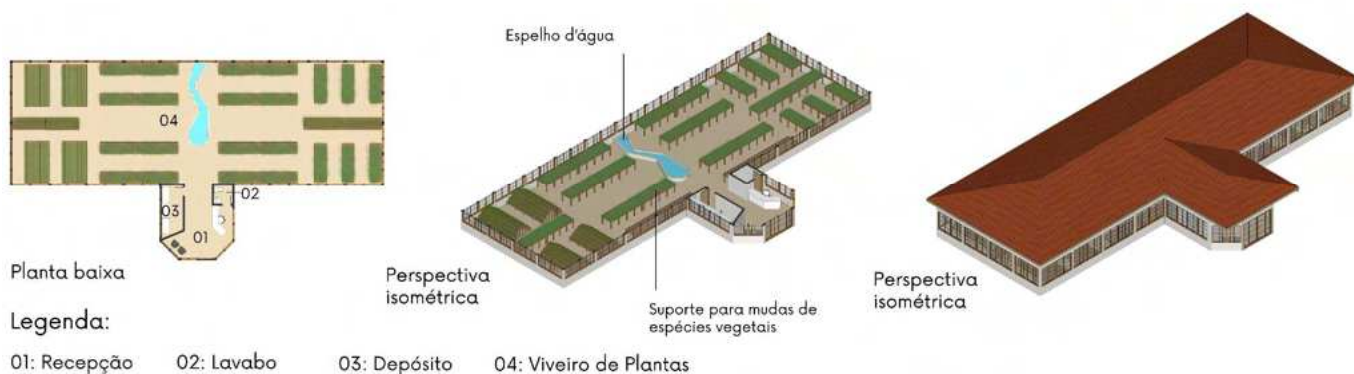 Espelho d'água
04
02
03
01
Planta baixa
Perspectiva
isométrica
Suporte para mudas de
espécies vegetais
Perspectiva
isométrica
Legenda:
01: Recepção 02: Lavabo 03: Depósito 04: Viveiro de Plantas